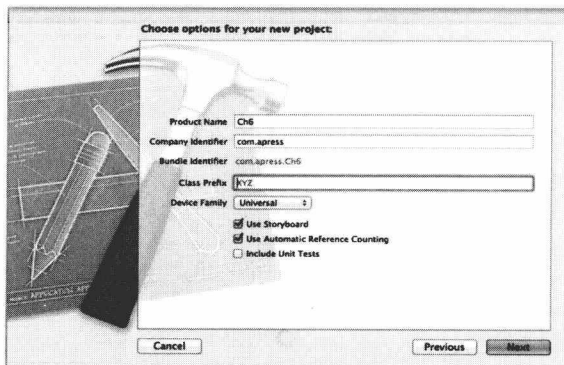 Choose options for your new project:
Product Name Ch6
Company Identifier com.apress
Bundle Identifier com.apress.Ch6
Class Prefix XYZ
Device Family Universal
Use Storyboard
Use Automatic Reference Counting
Include Unit Tests
Cancel Previous Next